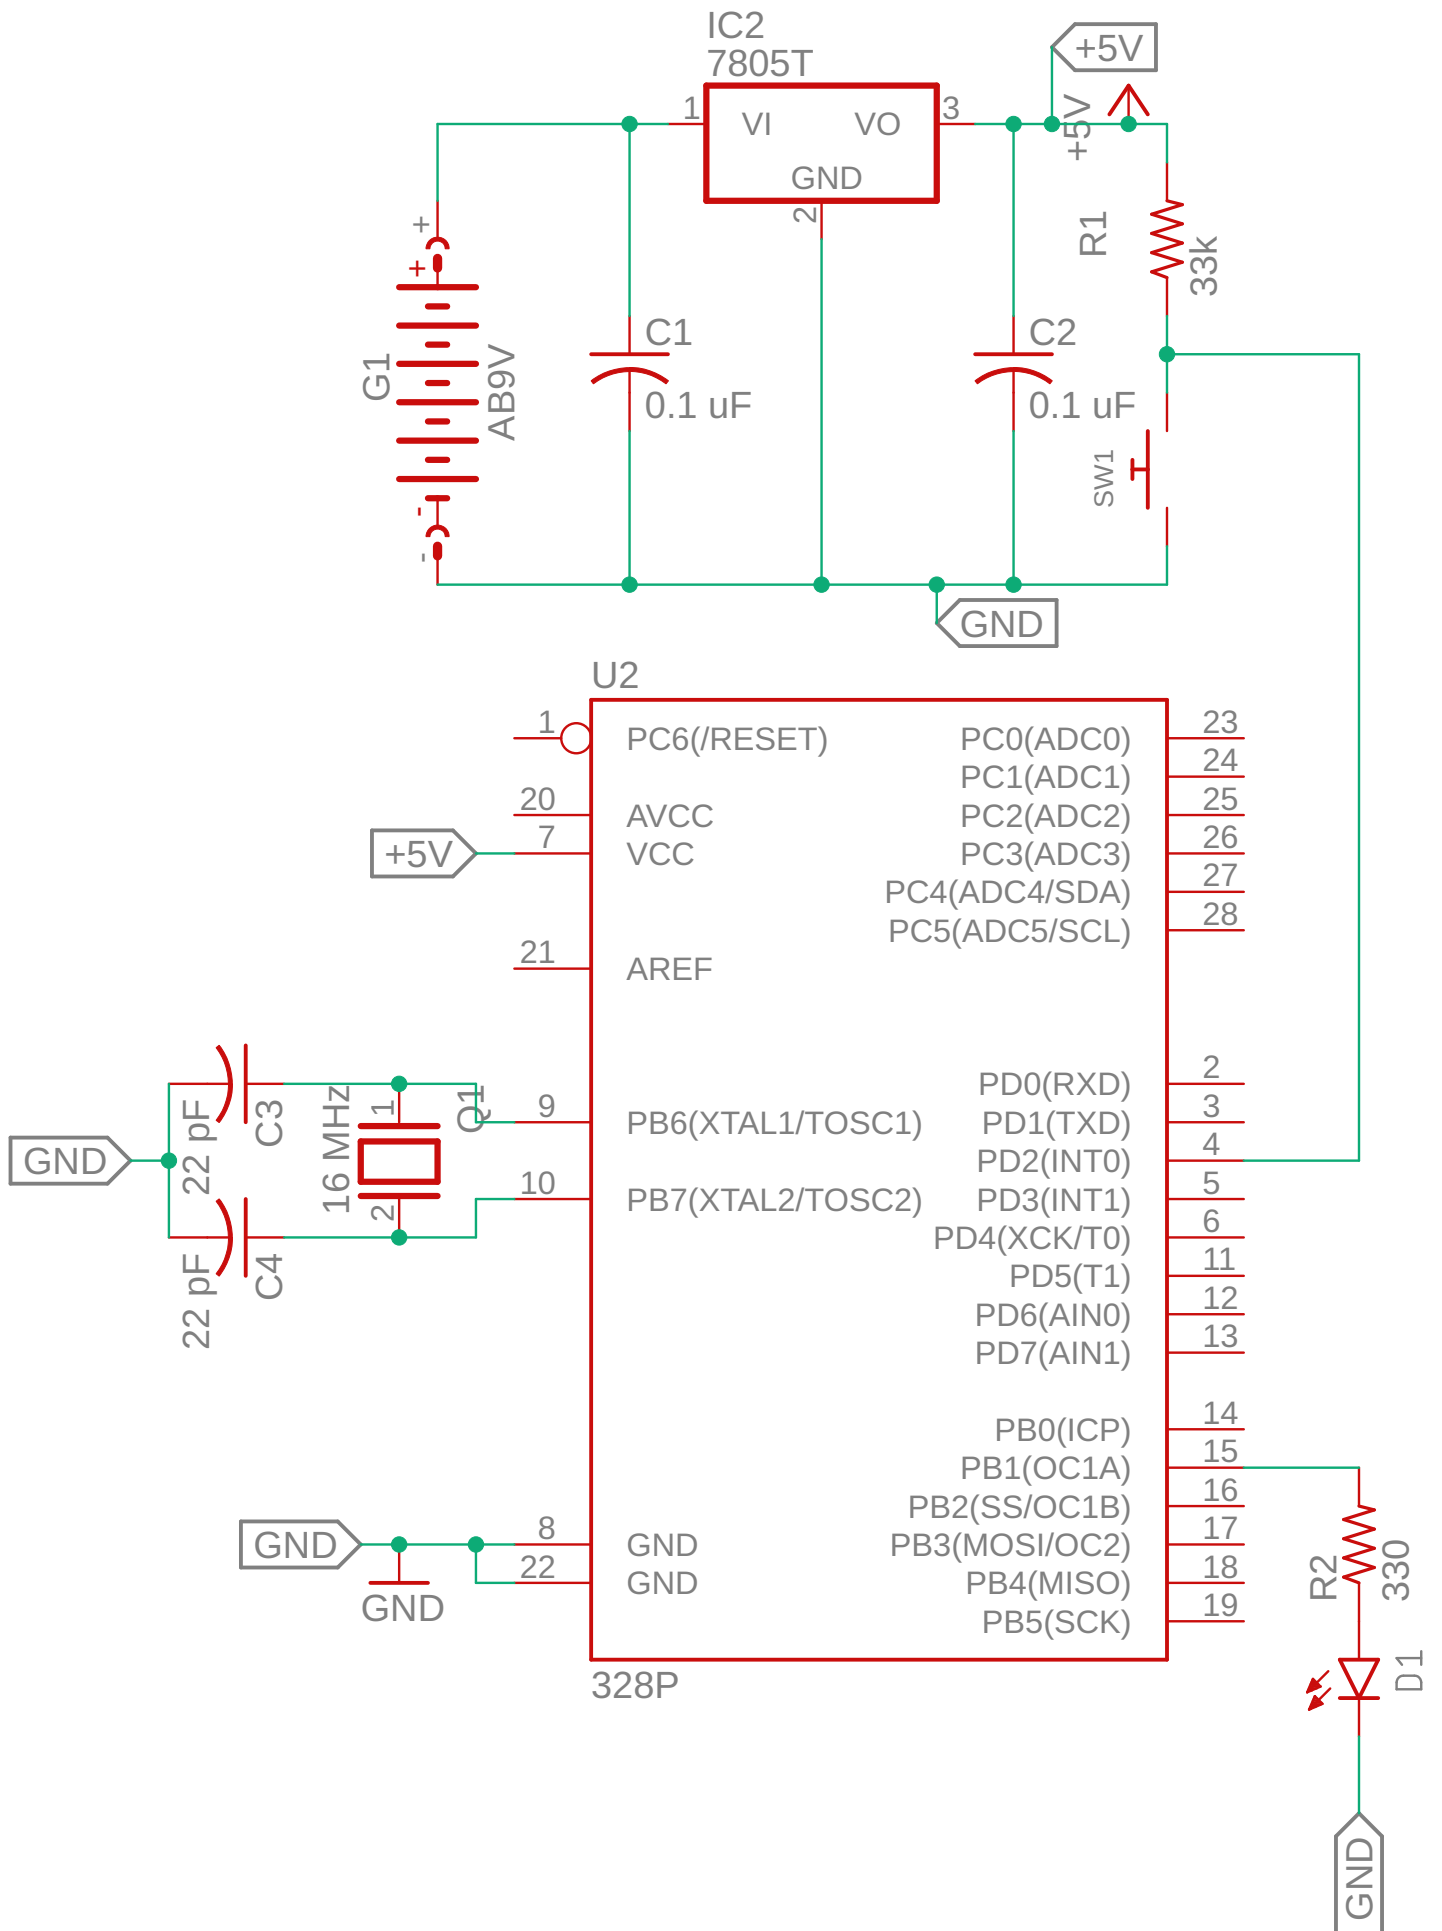 IC2
7805T
+5V
1
VI
VO
3
GND
2
+5V
R1
33k
+
+
G1
AB9V
-
-
C1
0.1 uF
C2
0.1 uF
SW1
GND
U2
1
PC6(/RESET)
PC0(ADC0)
23
PC1(ADC1)
24
20
AVCC
PC2(ADC2)
25
+5V
7
VCC
PC3(ADC3)
26
PC4(ADC4/SDA)
27
PC5(ADC5/SCL)
28
21
AREF
PD0(RXD)
2
GND
22 pF
C3
16 MHz
1
2
Q1
9
PB6(XTAL1/TOSC1)
PD1(TXD)
3
PD2(INT0)
4
10
PB7(XTAL2/TOSC2)
PD3(INT1)
5
22 pF
C4
PD4(XCK/T0)
6
PD5(T1)
11
PD6(AIN0)
12
PD7(AIN1)
13
PB0(ICP)
14
PB1(OC1A)
15
PB2(SS/OC1B)
16
GND
8
GND
PB3(MOSI/OC2)
17
22
GND
PB4(MISO)
18
GND
PB5(SCK)
19
R2
330
328P
D1
GND